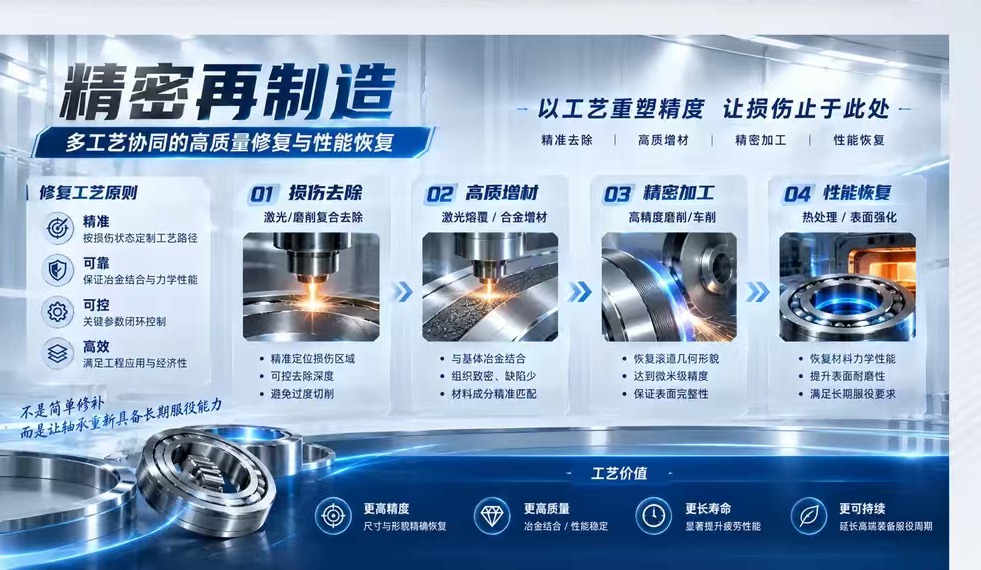 精密再制造
多工艺协同的高质量修复与性能恢复
以工艺重塑精度 让损伤止于此处
精准去除 | 高质增材 | 精密加工 | 性能恢复
修复工艺原则
精准
按损伤状态定制工艺路径
可靠
保证冶金结合与力学性能
可控
关键参数闭环控制
高效
满足工程应用与经济性
01 损伤去除
激光/磨削复合去除
• 精准定位损伤区域
• 可控去除深度
• 避免过度切削
02 高质增材
激光熔覆 / 合金增材
• 与基体冶金结合
• 组织致密、缺陷少
• 材料成分精准匹配
03 精密加工
高精度磨削/车削
• 恢复滚道几何形貌
• 达到微米级精度
• 保证表面完整性
04 性能恢复
热处理 / 表面强化
• 恢复材料力学性能
• 提升表面耐磨性
• 满足长期服役要求
不是简单修补
而是让轴承重新具备长期服役能力
工艺价值
更高精度
尺寸与形貌精确恢复
更高质量
冶金结合 / 性能稳定
更长寿命
显著提升疲劳性能
更可持续
延长高端装备服役周期